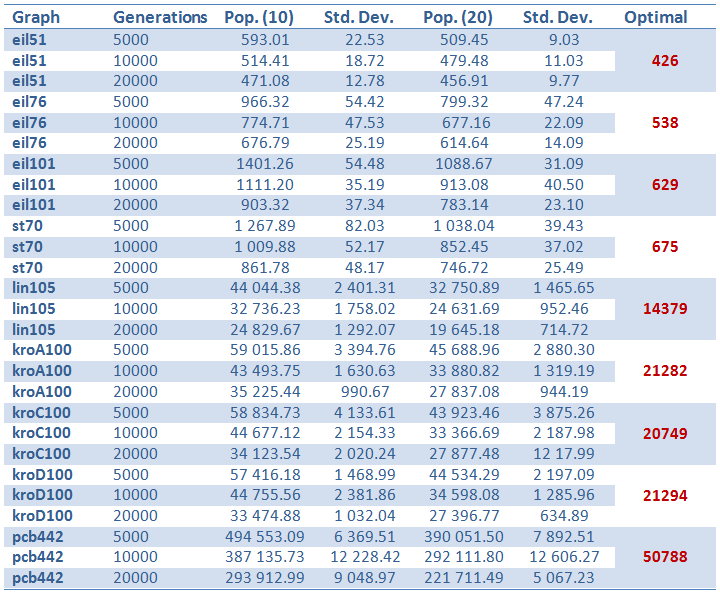 Graph Generations Pop. (10) Std. Dev. Pop. (20) Std. Dev. Optimal
eil51 5000 593.01 22.53 509.45 9.03
eil51 10000 514.41 18.72 479.48 11.03 426
eil51 20000 471.08 12.78 456.91 9.77
eil76 5000 966.32 54.42 799.32 47.24
eil76 10000 774.71 47.53 677.16 22.09 538
eil76 20000 676.79 25.19 614.64 14.09
eil101 5000 1401.26 54.48 1088.67 31.09
eil101 10000 1111.20 35.19 913.08 40.50 629
eil101 20000 903.32 37.34 783.14 23.10
st70 5000 1 267.89 82.03 1 038.04 39.43
st70 10000 1 009.88 52.17 852.45 37.02 675
st70 20000 861.78 48.17 746.72 25.49
lin105 5000 44 044.38 2 401.31 32 750.89 1 465.65
lin105 10000 32 736.23 1 758.02 24 631.69 952.46 14379
lin105 20000 24 829.67 1 292.07 19 645.18 714.72
kroA100 5000 59 015.86 3 394.76 45 688.96 2 880.30
kroA100 10000 43 493.75 1 630.63 33 880.82 1 319.19 21282
kroA100 20000 35 225.44 990.67 27 837.08 944.19
kroC100 5000 58 834.73 4 133.61 43 923.46 3 875.26
kroC100 10000 44 677.12 2 154.33 33 366.69 2 187.98 20749
kroC100 20000 34 123.54 2 020.24 27 877.48 12 17.99
kroD100 5000 57 416.18 1 468.99 44 534.29 2 197.09
kroD100 10000 44 755.56 2 381.86 34 598.08 1 285.96 21294
kroD100 20000 33 474.88 1 032.04 27 396.77 634.89
pcb442 5000 494 553.09 6 369.51 390 051.50 7 892.51
pcb442 10000 387 135.73 12 228.42 292 111.80 12 606.27 50788
pcb442 20000 293 912.99 9 048.97 221 711.49 5 067.23